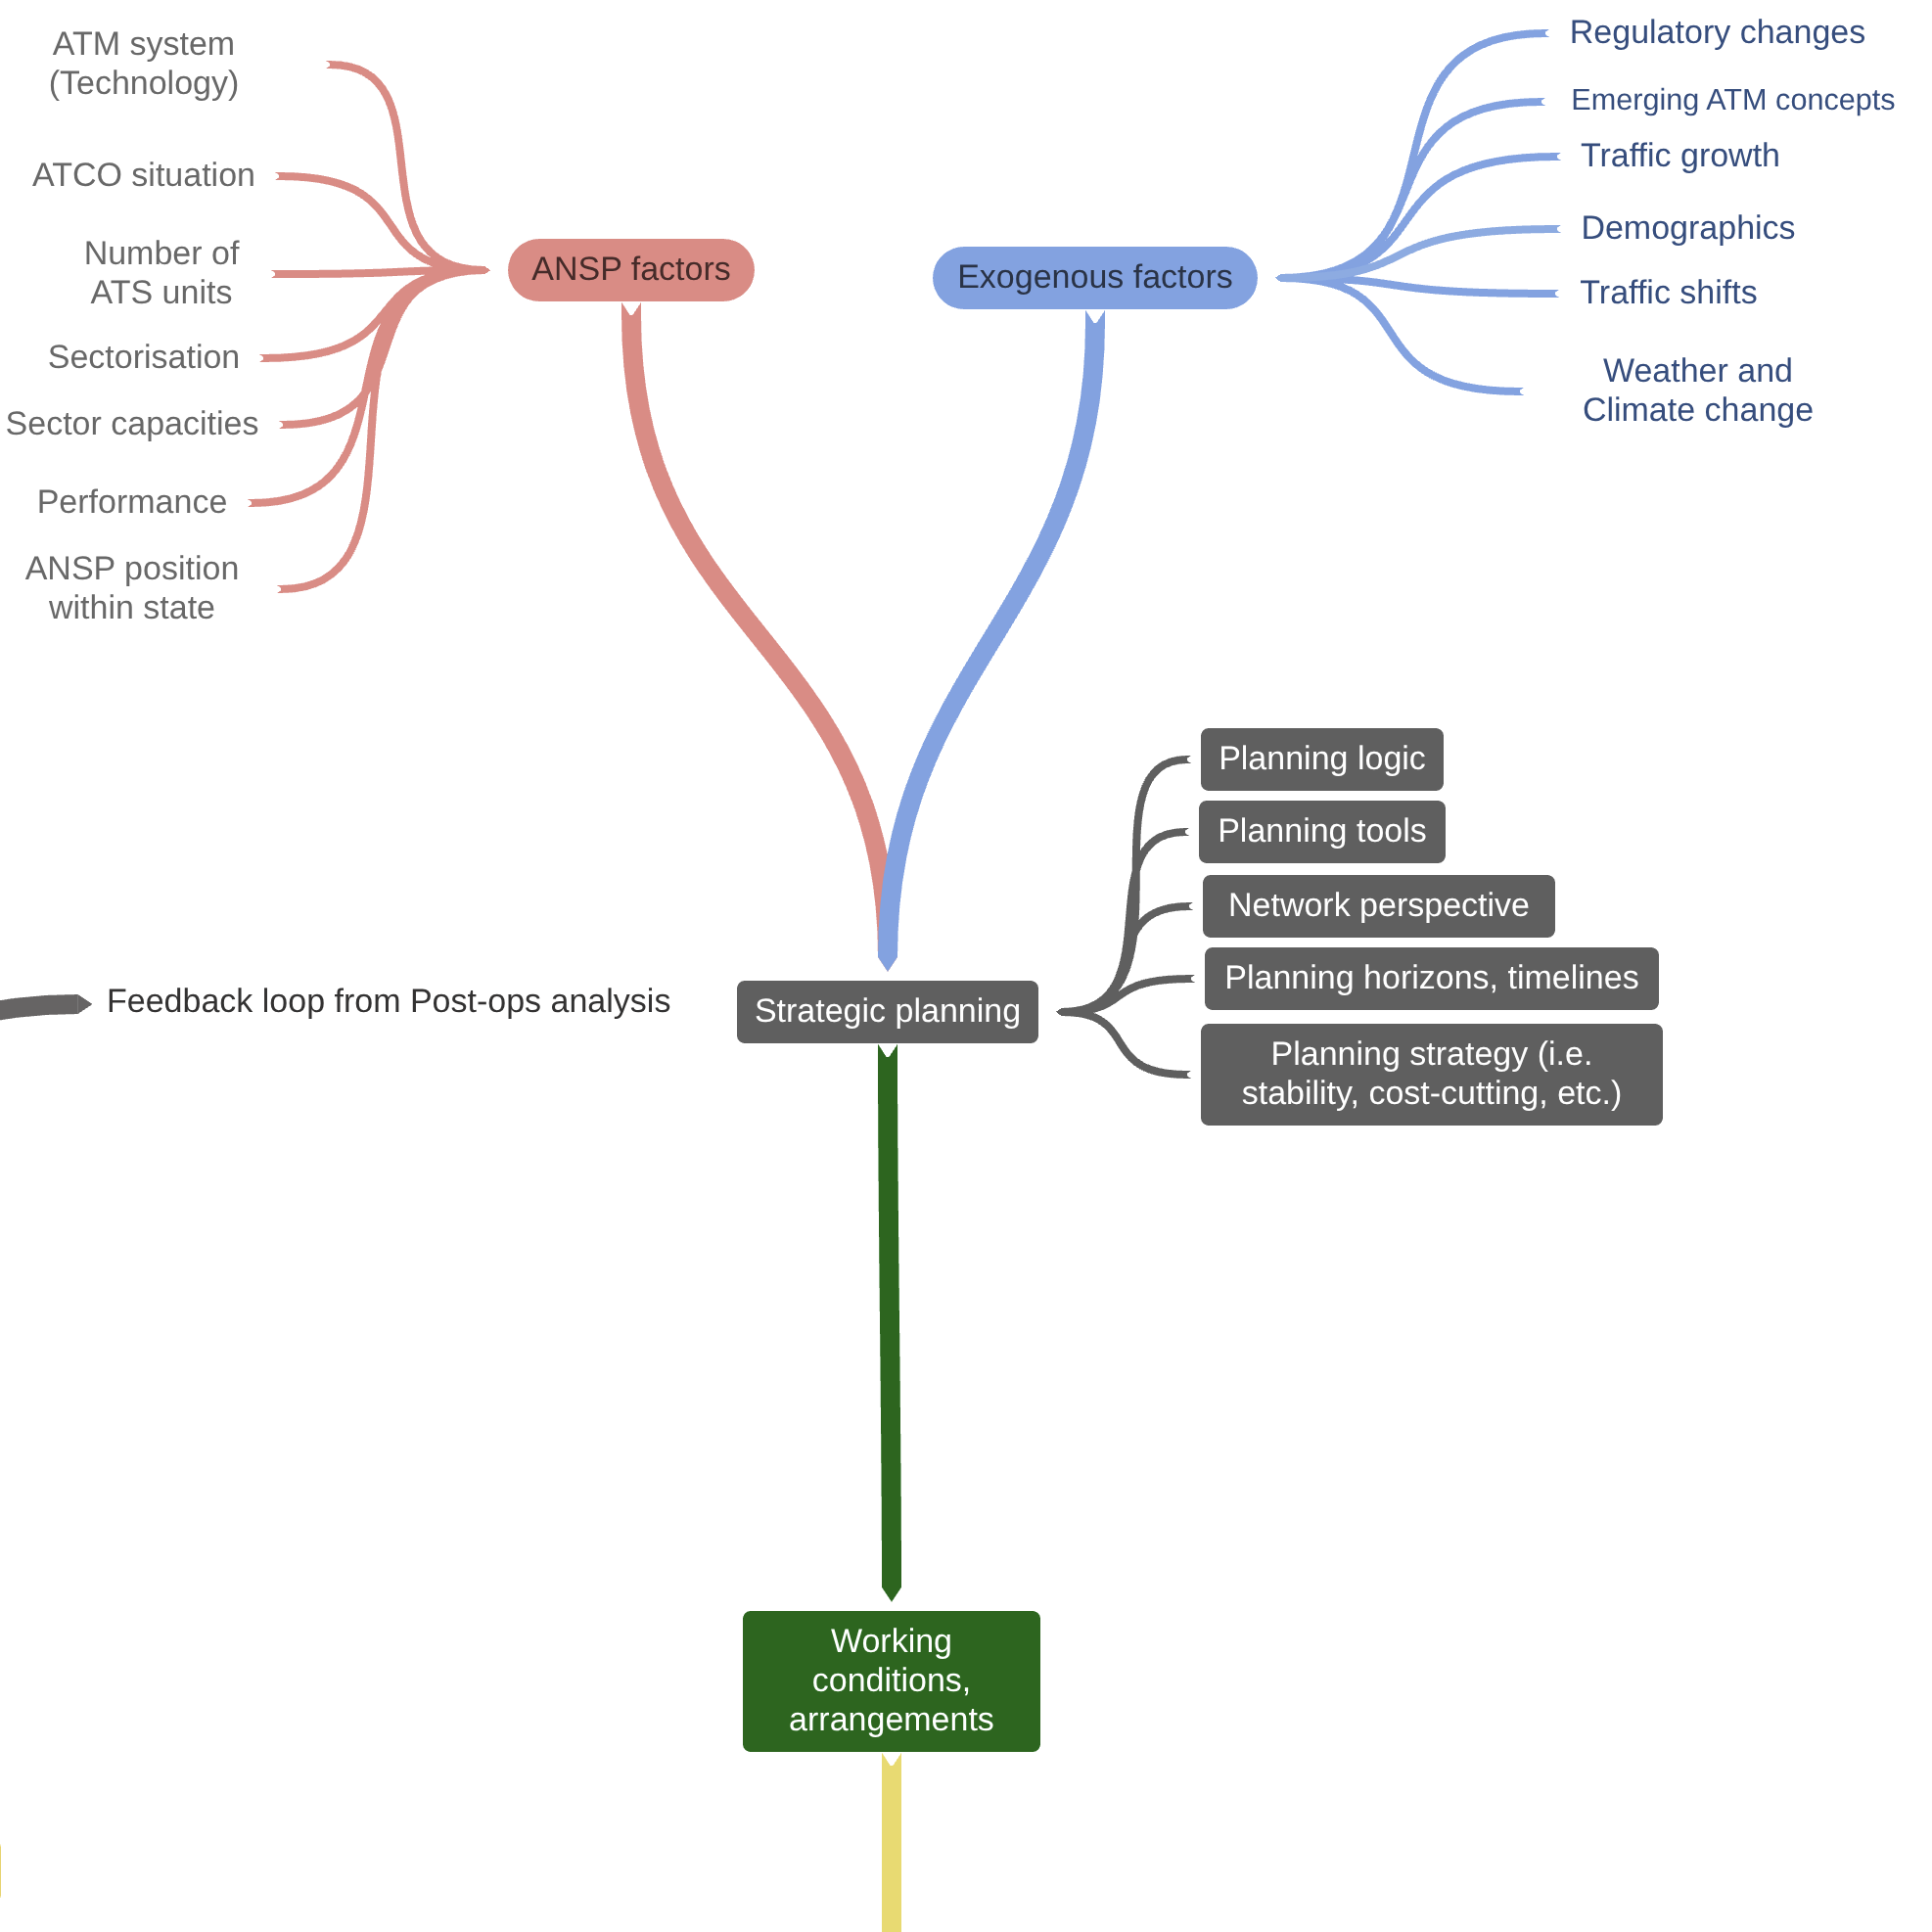 ATM system
(Technology)
ATCO situation
Number of
ATS units
Sectorisation
Sector capacities
Performance
ANSP position
within state
ANSP factors
Exogenous factors
Regulatory changes
Emerging ATM concepts
Traffic growth
Demographics
Traffic shifts
Weather and
Climate change
Feedback loop from Post-ops analysis
Strategic planning
Planning logic
Planning tools
Network perspective
Planning horizons, timelines
Planning strategy (i.e.
stability, cost-cutting, etc.)
Working
conditions,
arrangements